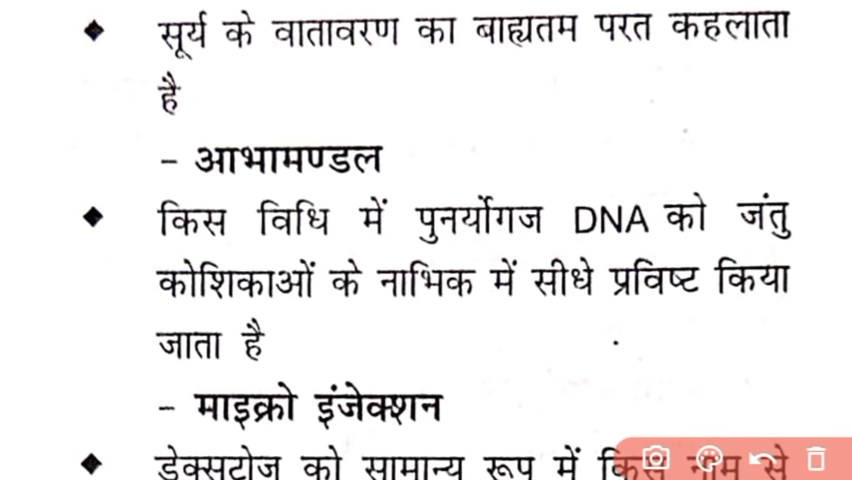 ◆ सूर्य के वातावरण का बाह्यतम परत कहलाता
है
– आभामण्डल
◆ किस विधि में पुनर्योगज DNA को जंतु
कोशिकाओं के नाभिक में सीधे प्रविष्ट किया
जाता है
– माइक्रो इंजेक्शन
◆ डेक्सटोज को सामान्य रूप में किस नाम से